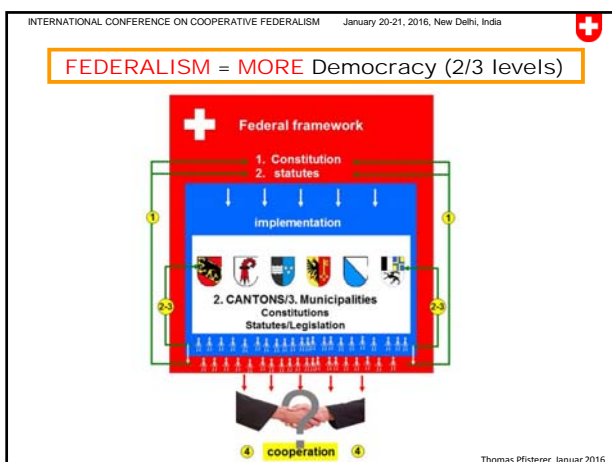 INTERNATIONAL CONFERENCE ON COOPERATIVE FEDERALISM January 20-21, 2016, New Delhi, India
FEDERALISM = MORE Democracy (2/3 levels)
Federal framework
1. Constitution
2. statutes
implementation
1
1
2-3
2-3
2. CANTONS/3. Municipalities
Constitutions
Statutes/Legislation
?
4 cooperation 4
Thomas Pfisterer, Januar 2016